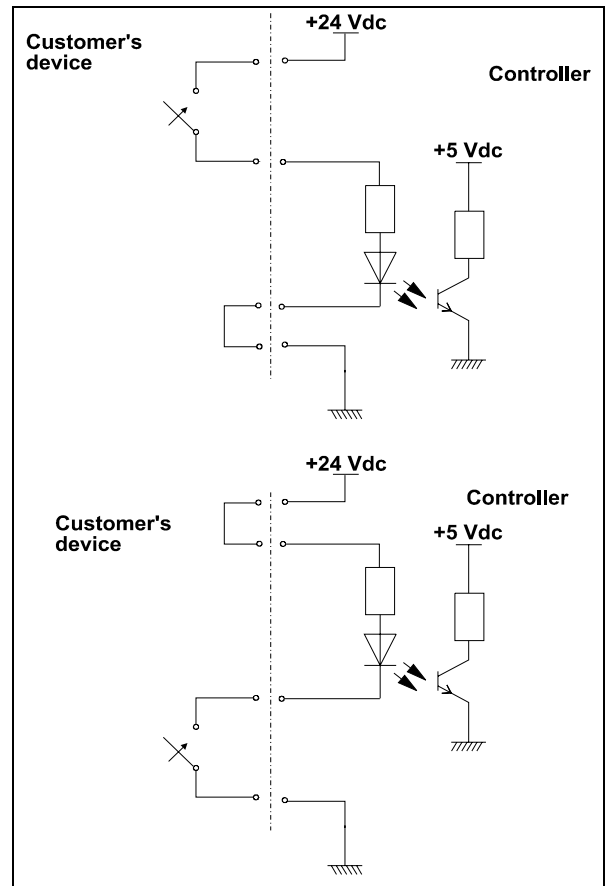 +24 Vdc
Customer's
device
Controller
+5 Vdc
+24 Vdc
Controller
Customer's
device
+5 Vdc